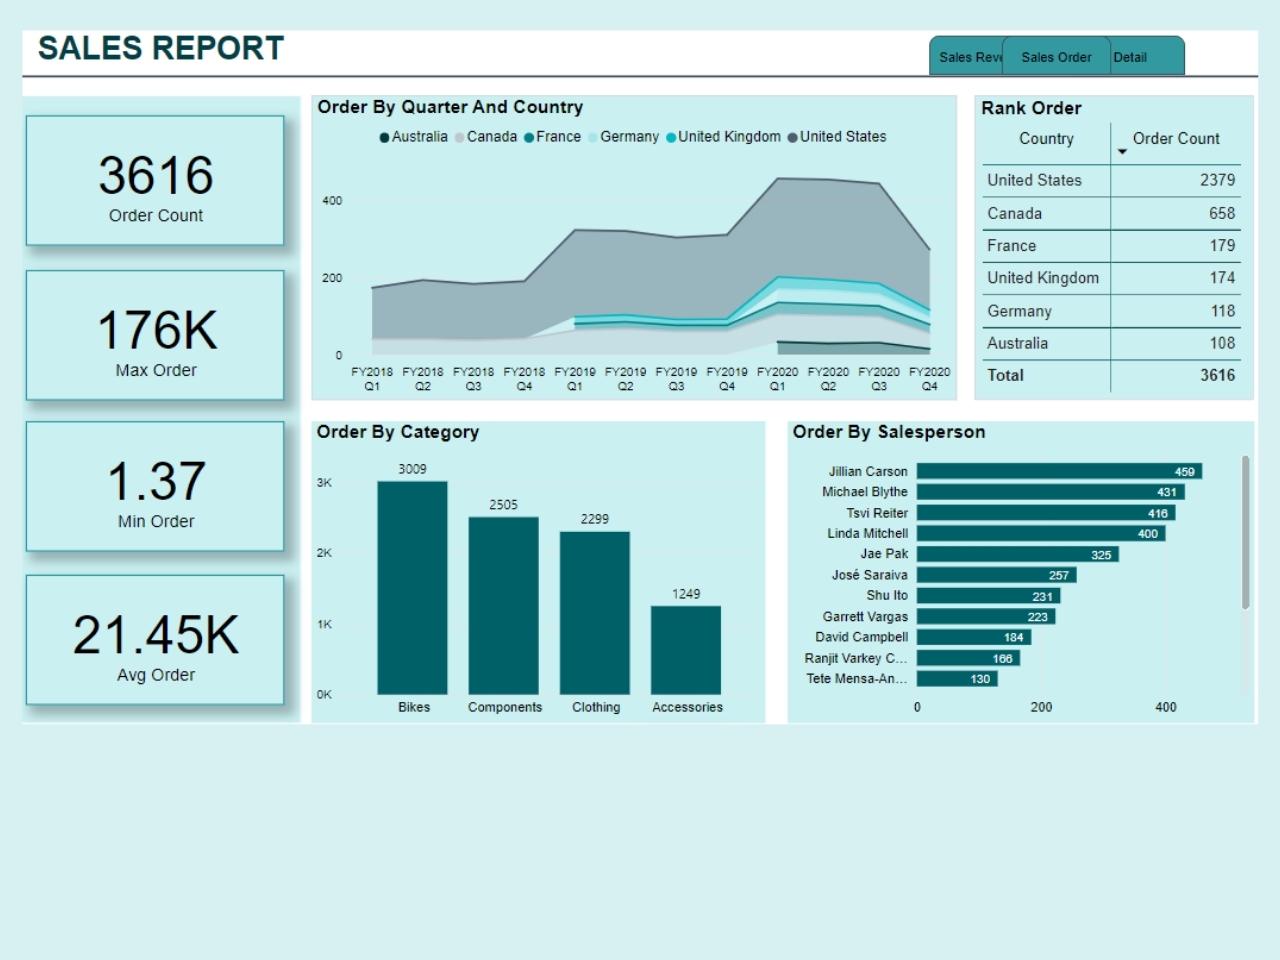 SALES REPORT
Sales Reve
Sales Order
Detail
3616
Order Count
176K
Max Order
1.37
Min Order
21.45K
Avg Order
Order By Quarter And Country
Australia Canada France Germany United Kingdom United States
400
200
0
FY2018 Q1
FY2018 Q2
FY2018 Q3
FY2018 Q4
FY2019 Q1
FY2019 Q2
FY2019 Q3
FY2019 Q4
FY2020 Q1
FY2020 Q2
FY2020 Q3
FY2020 Q4
Rank Order
Country Order Count
United States 2379
Canada 658
France 179
United Kingdom 174
Germany 118
Australia 108
Total 3616
Order By Category
3K
2K
1K
0K
3009
2505
2299
1249
Bikes Components Clothing Accessories
Order By Salesperson
Jillian Carson 459
Michael Blythe 431
Tsvi Reiter 416
Linda Mitchell 400
Jae Pak 325
José Saraiva 257
Shu Ito 231
Garrett Vargas 223
David Campbell 184
Ranjit Varkey C... 166
Tete Mensa-An... 130
0 200 400